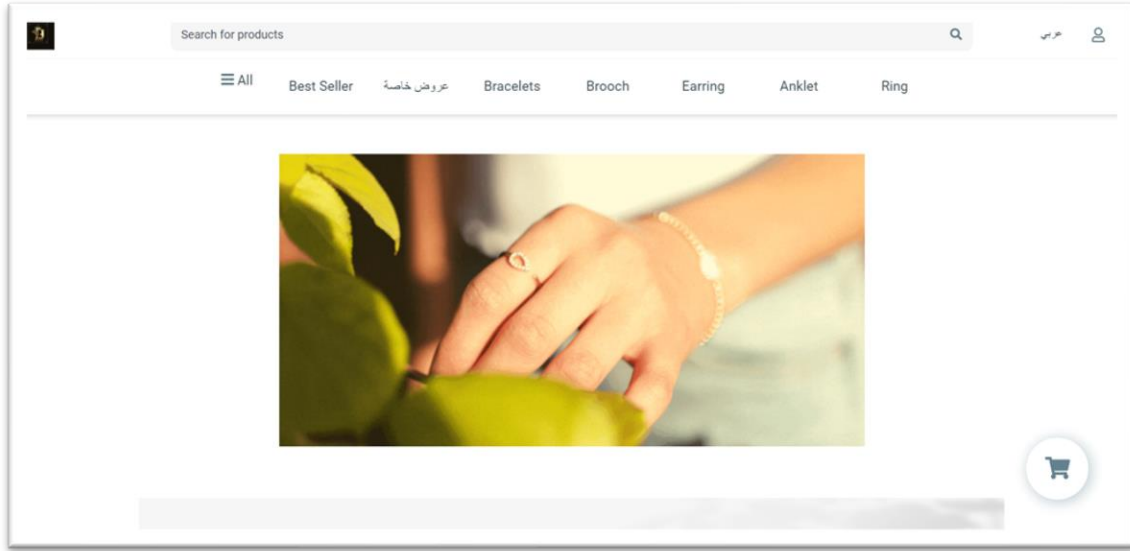 Search for products
عربي
All
Best Seller
عروض خاصة
Bracelets
Brooch
Earring
Anklet
Ring